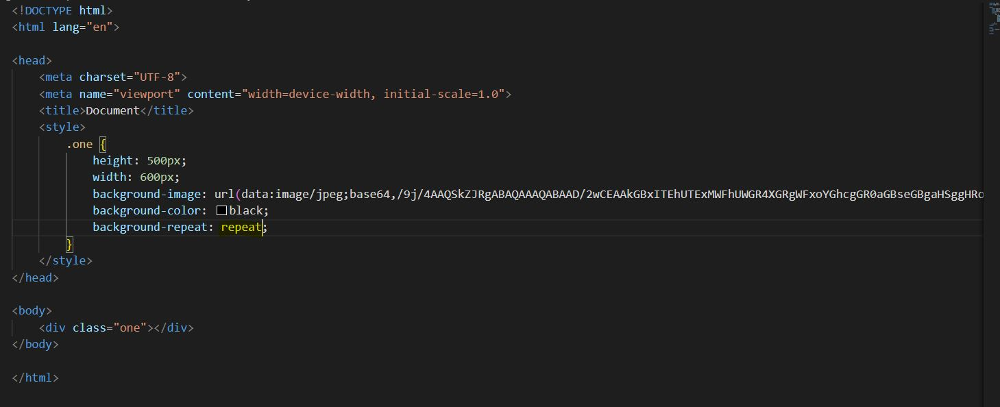 <!DOCTYPE html>
<html lang="en">
<head>
<meta charset="UTF-8">
<meta name="viewport" content="width=device-width, initial-scale=1.0">
<title>Document</title>
<style>
.one {
height: 500px;
width: 600px;
background-image: url(data:image/jpeg;base64,/9j/4AAQSkZJRgABAQAAAQABAAD/2wCEAAkGBxITEhUTExMWFhUWGR4XGRgWFxoYGhcgGR0aGBseGBgaHSggHRo
background-color: black;
background-repeat: repeat;
}
</style>
</head>
<body>
<div class="one"></div>
</body>
</html>